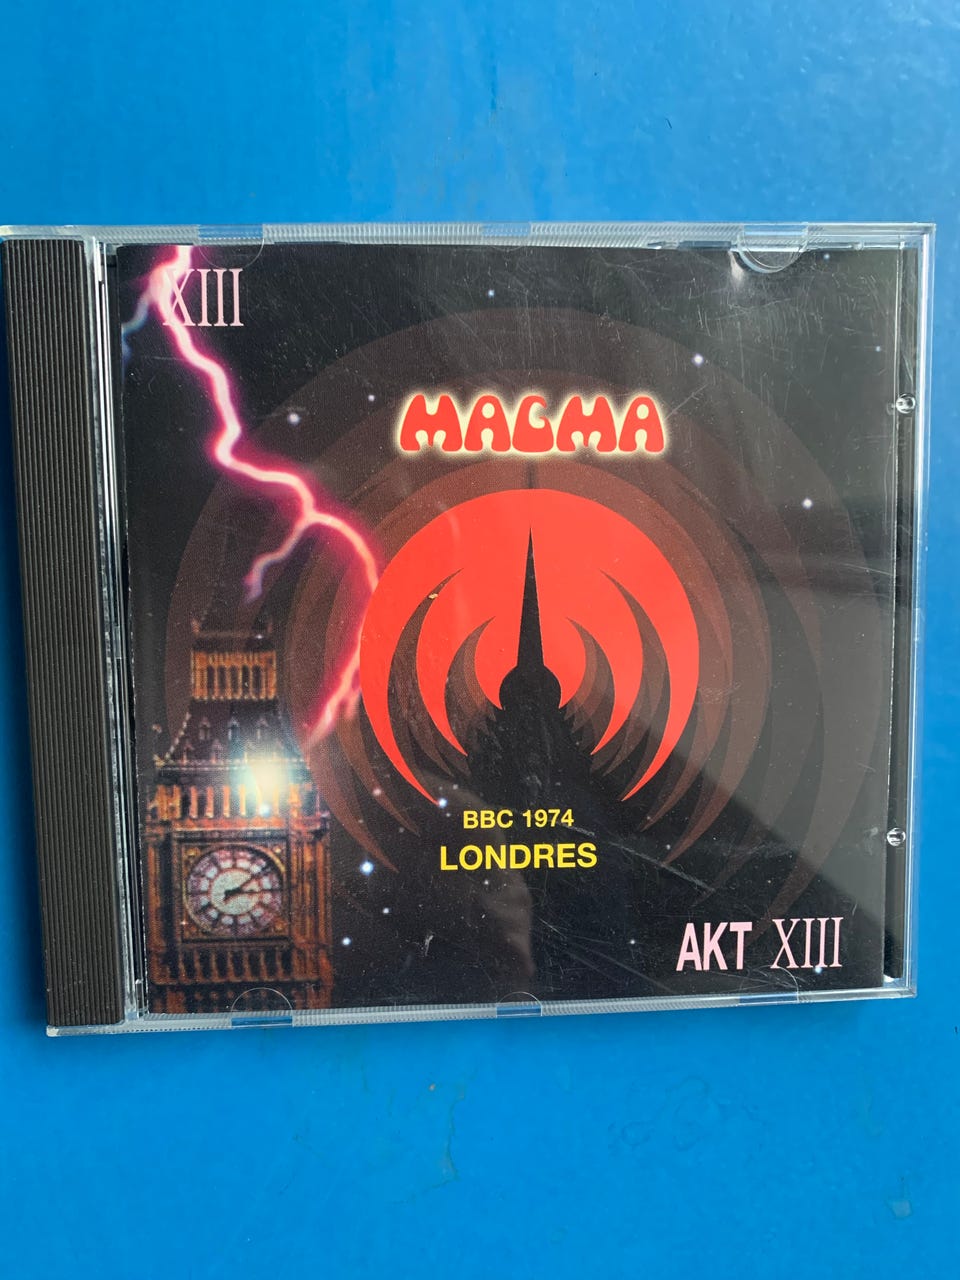 XIII
MAGMA
BBC 1974
LONDRES
AKT XIII